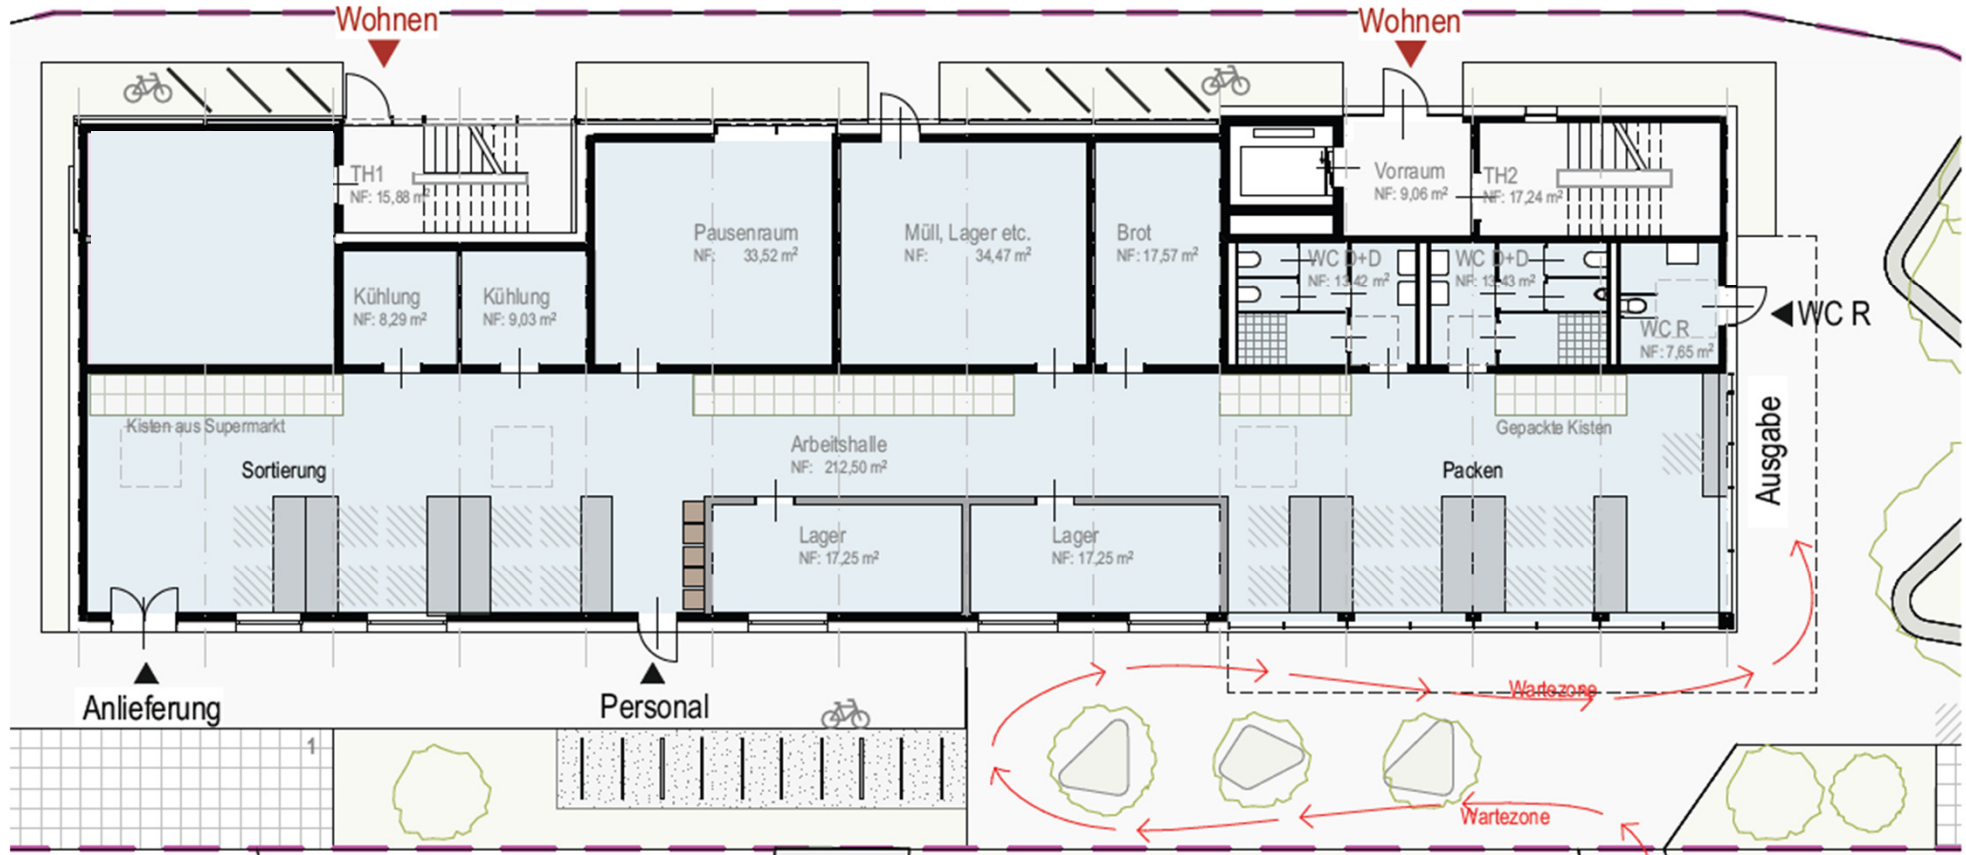 Wohnen
Wohnen
TH1
NF: 15,88 m²
Vorraum
NF: 9,06 m²
TH2
NF: 17,24 m²
Pausenraum
NF: 33,52 m²
Müll, Lager etc.
NF: 34,47 m²
Brot
NF: 17,57 m²
WC D+D
NF: 13,42 m²
WC D+D
NF: 13,43 m²
Kühlung
NF: 8,29 m²
Kühlung
NF: 9,03 m²
WC R
NF: 7,65 m²
WC R
Kisten aus Supermarkt
Gepackte Kisten
Ausgabe
Arbeitshalle
NF: 212,50 m²
Sortierung
Packen
Lager
NF: 17,25 m²
Lager
NF: 17,25 m²
Anlieferung
Personal
Wartezone
1
Wartezone